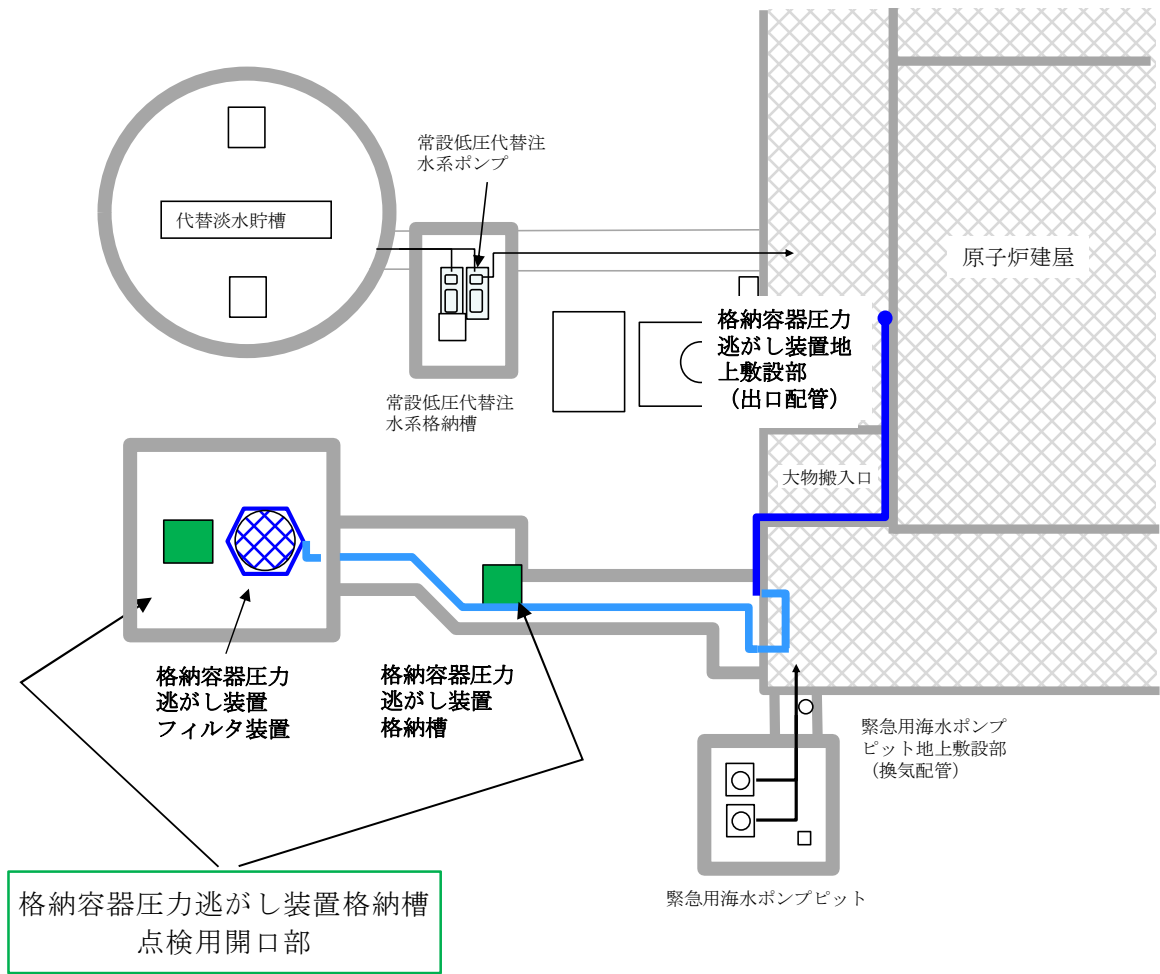 常設低圧代替注
水系ポンプ
代替淡水貯槽
原子炉建屋
格納容器圧力
逃がし装置地
上敷設部
（出口配管）
常設低圧代替注
水系格納槽
大物搬入口
格納容器圧力
逃がし装置
フィルタ装置
格納容器圧力
逃がし装置
格納槽
緊急用海水ポンプ
ピット地上敷設部
（換気配管）
緊急用海水ポンプピット
格納容器圧力逃がし装置格納槽
点検用開口部